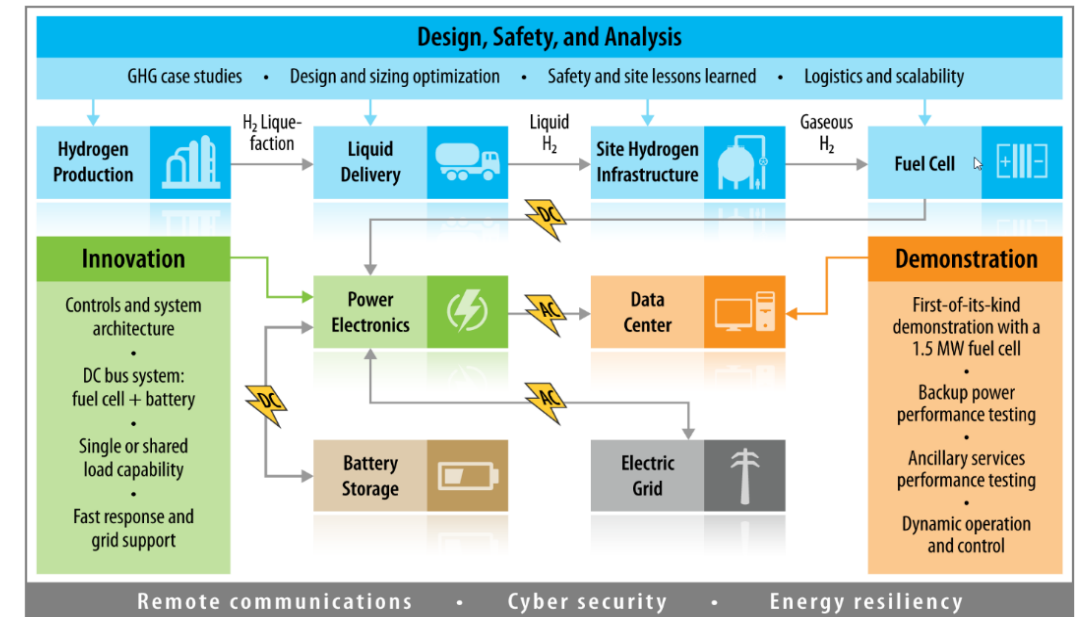 Design, Safety, and Analysis
GHG case studies • Design and sizing optimization • Safety and site lessons learned • Logistics and scalability
Hydrogen
Production
H2 Lique-
faction
Liquid
Delivery
Liquid
H2
Site Hydrogen
Infrastructure
Gaseous
H2
Fuel Cell
+ −
DC
Innovation
Controls and system
architecture
•
DC bus system:
fuel cell + battery
•
Single or shared
load capability
•
Fast response and
grid support
Power
Electronics
AC
Data
Center
DC
AC
Battery
Storage
Electric
Grid
Demonstration
First-of-its-kind
demonstration with a
1.5 MW fuel cell
•
Backup power
performance testing
•
Ancillary services
performance testing
•
Dynamic operation
and control
Remote communications • Cyber security • Energy resiliency